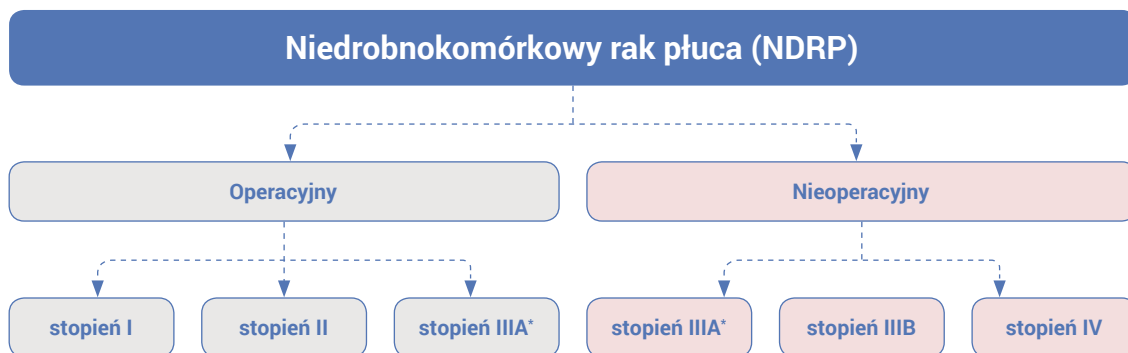 Niedrobnokomórkowy rak płuca (NDRP)
Operacyjny
Nieoperacyjny
stopień I
stopień II
stopień IIIA*
stopień IIIA*
stopień IIIB
stopień IV